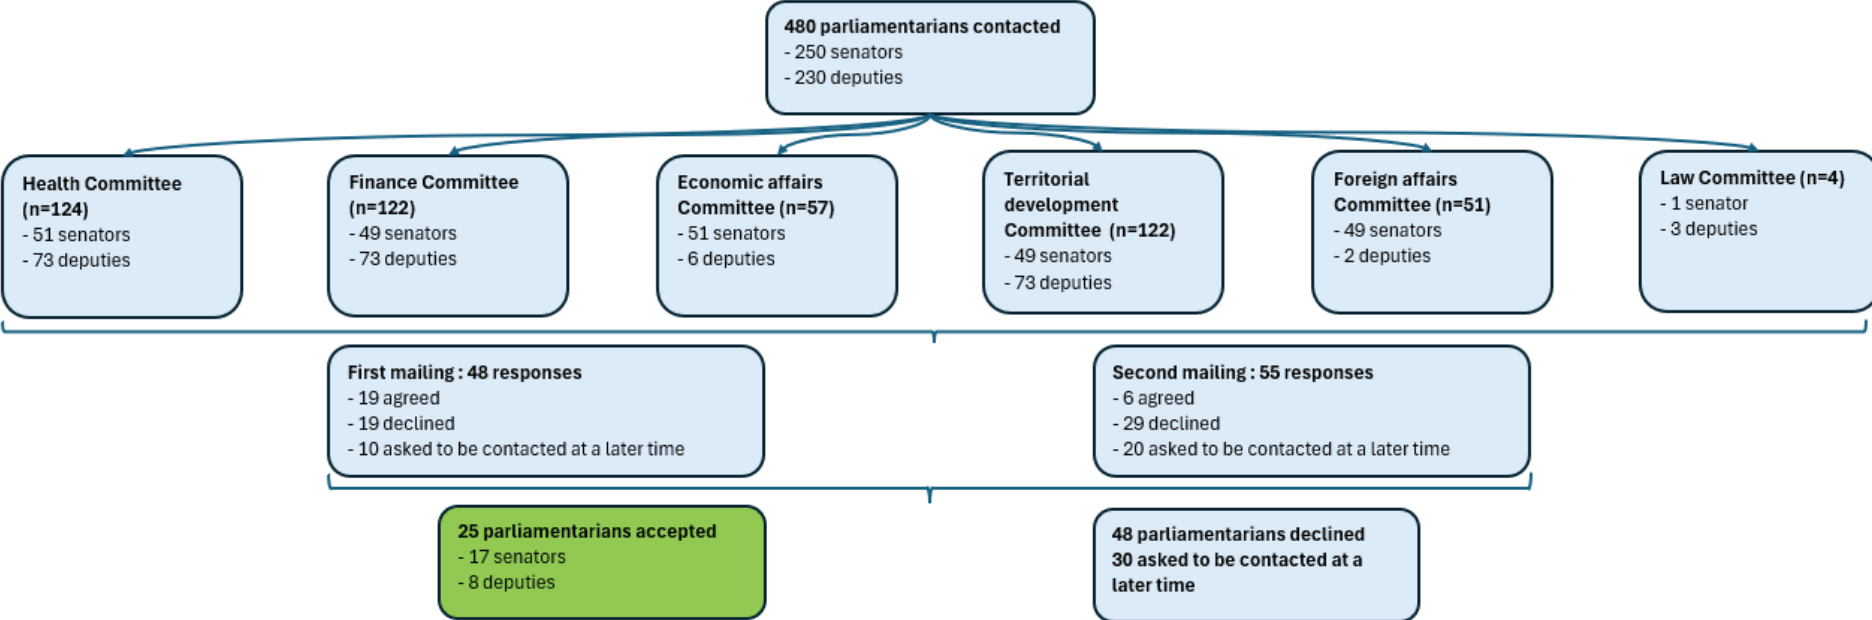 480 parliamentarians contacted
- 250 senators
- 230 deputies
Health Committee
(n=124)
- 51 senators
- 73 deputies
Finance Committee
(n=122)
- 49 senators
- 73 deputies
Economic affairs
Committee (n=57)
- 51 senators
- 6 deputies
Territorial
development
Committee (n=122)
- 49 senators
- 73 deputies
Foreign affairs
Committee (n=51)
- 49 senators
- 2 deputies
Law Committee (n=4)
- 1 senator
- 3 deputies
First mailing : 48 responses
- 19 agreed
- 19 declined
- 10 asked to be contacted at a later time
Second mailing : 55 responses
- 6 agreed
- 29 declined
- 20 asked to be contacted at a later time
25 parliamentarians accepted
- 17 senators
- 8 deputies
48 parliamentarians declined
30 asked to be contacted at a
later time